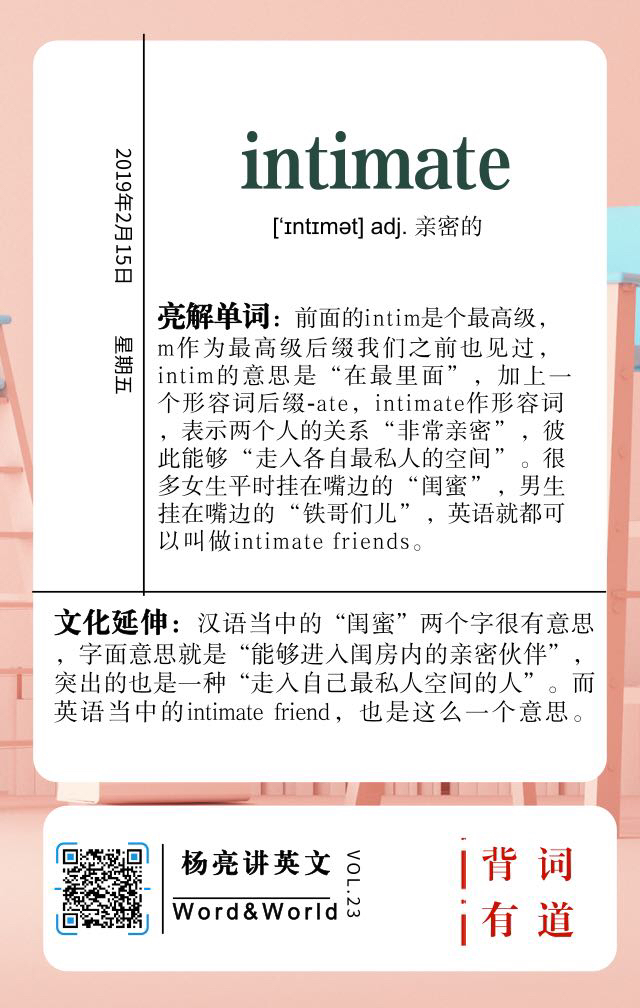 2019年2月15日 星期五
intimate
['ɪntɪmət] adj. 亲密的
亮解单词：前面的intim是个最高级，
m作为最高级后缀我们之前也见过，
intim的意思是“在最里面”，加上一
个形容词后缀-ate，intimate作形容词
，表示两个人的关系“非常亲密”，彼
此能够“走入各自最私人的空间”。很
多女生平时挂在嘴边的“闺蜜”，男生
挂在嘴边的“铁哥们儿”，英语就都可
以叫做intimate friends。
文化延伸：汉语当中的“闺蜜”两个字很有意思
，字面意思就是“能够进入闺房内的亲密伙伴”，
突出的也是一种“走入自己最私人空间的人”。而
英语当中的intimate friend，也是这么一个意思。
杨亮讲英文
Word&World
VOL.23
背词
有道